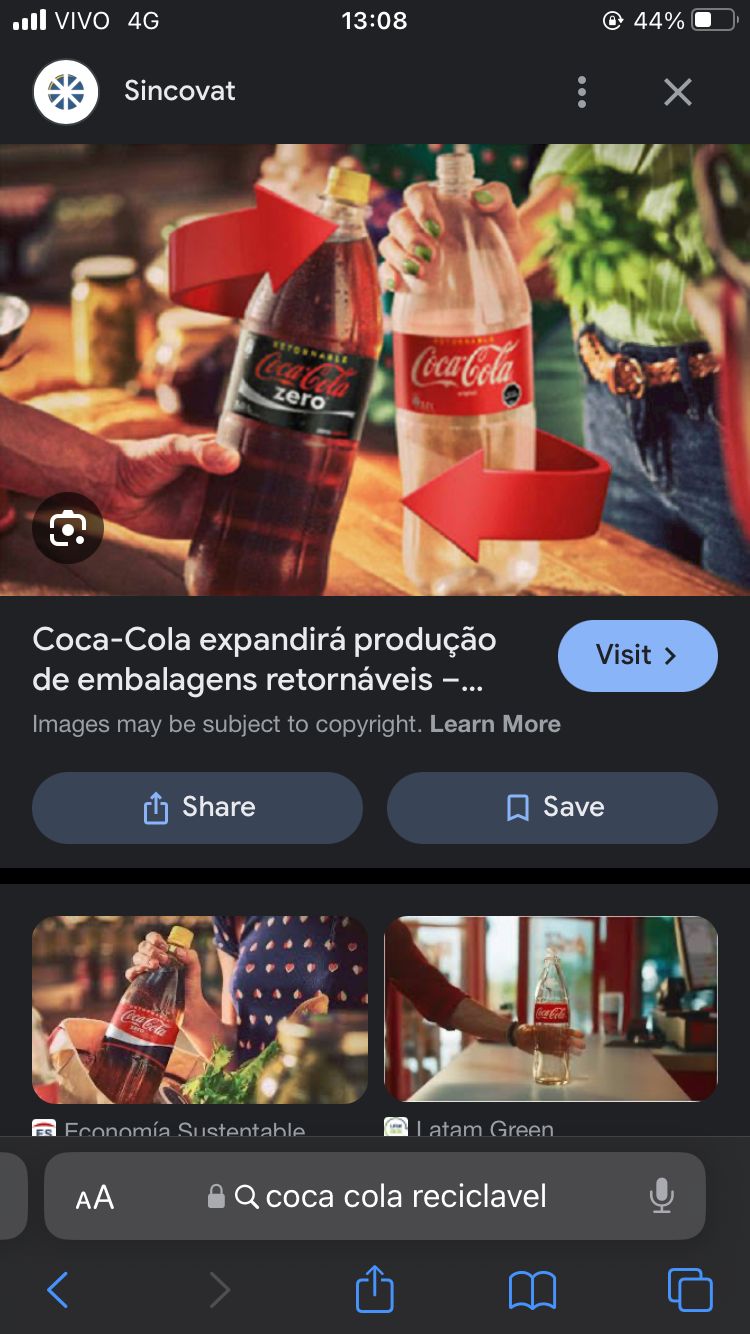 VIVO 4G 13:08 44%
Sincovat
RETORNABLE
Coca-Cola
zero
RETORNABLE
Coca-Cola
Coca-Cola expandirá produção
de embalagens retornáveis –...
Visit
Images may be subject to copyright. Learn More
Share Save
Coca-Cola
Coca-Cola
ES Economía Sustentable
Latam Green
AA coca cola reciclavel